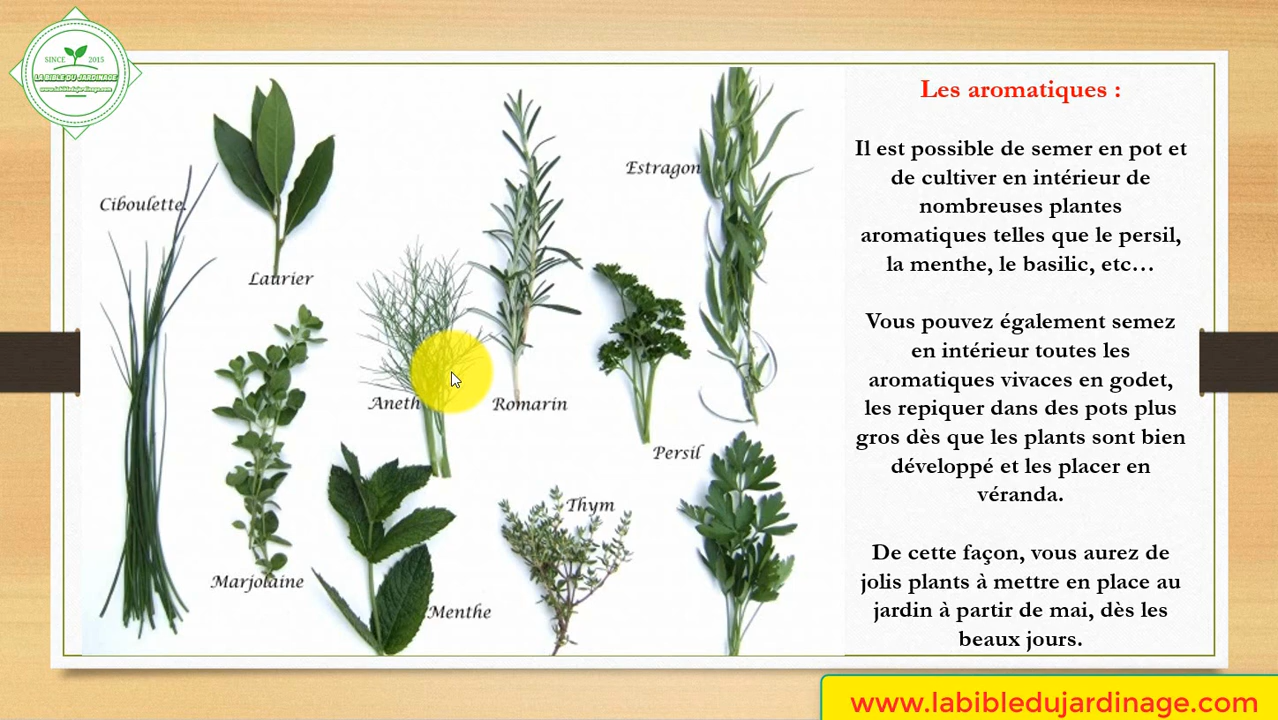 SINCE 2015
LA BIBLE DU JARDINAGE
www.labibledujardinage.com
Ciboulette
Laurier
Estragon
Aneth
Romarin
Persil
Thym
Marjolaine
Menthe
Les aromatiques :
Il est possible de semer en pot et
de cultiver en intérieur de
nombreuses plantes
aromatiques telles que le persil,
la menthe, le basilic, etc…
Vous pouvez également semez
en intérieur toutes les
aromatiques vivaces en godet,
les repiquer dans des pots plus
gros dès que les plants sont bien
développé et les placer en
véranda.
De cette façon, vous aurez de
jolis plants à mettre en place au
jardin à partir de mai, dès les
beaux jours.
www.labibledujardinage.com